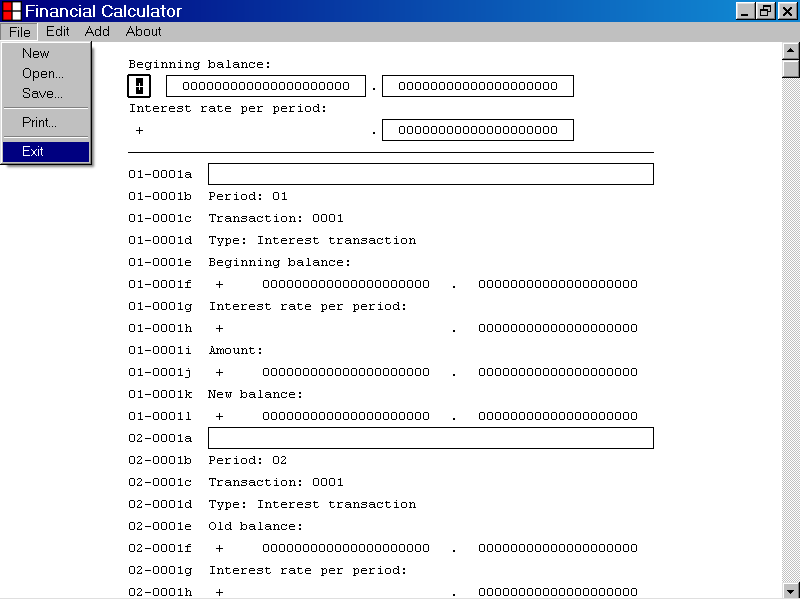 Financial Calculator
File Edit Add About
New
Open...
Save...
Print...
Exit
Beginning balance:
+ 000000000000000000000 . 00000000000000000000
Interest rate per period:
+ . 00000000000000000000
01-0001a
01-0001b Period: 01
01-0001c Transaction: 0001
01-0001d Type: Interest transaction
01-0001e Beginning balance:
01-0001f + 000000000000000000000 . 00000000000000000000
01-0001g Interest rate per period:
01-0001h + . 00000000000000000000
01-0001i Amount:
01-0001j + 000000000000000000000 . 00000000000000000000
01-0001k New balance:
01-0001l + 000000000000000000000 . 00000000000000000000
02-0001a
02-0001b Period: 02
02-0001c Transaction: 0001
02-0001d Type: Interest transaction
02-0001e Old balance:
02-0001f + 000000000000000000000 . 00000000000000000000
02-0001g Interest rate per period:
02-0001h + . 00000000000000000000